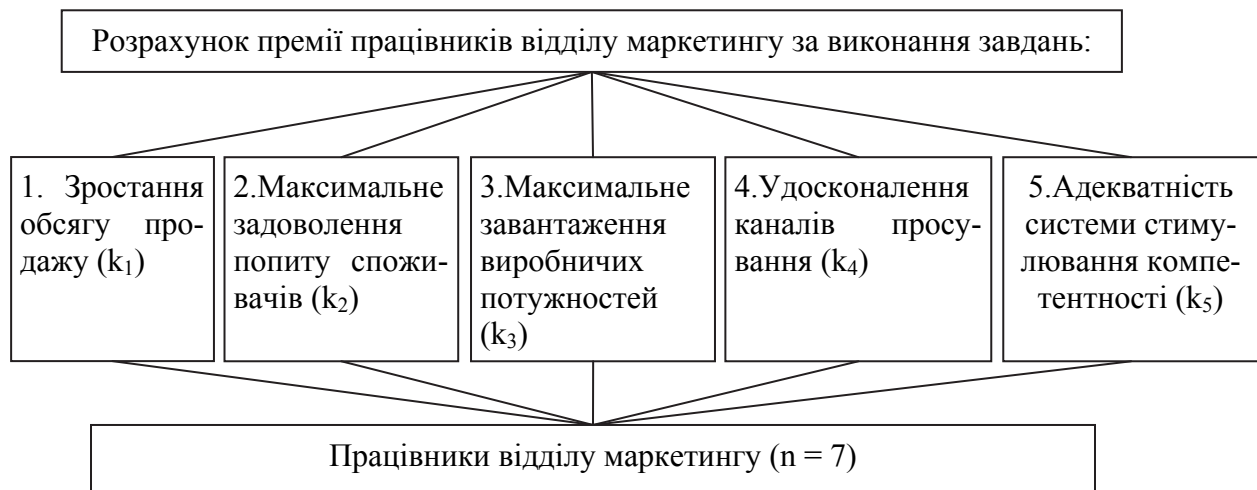 Розрахунок премії працівників відділу маркетингу за виконання завдань:
1. Зростання
обсягу про-
дажу (k₁)
2.Максимальне
задоволення
попиту спожи-
вачів (k₂)
3.Максимальне
завантаження
виробничих
потужностей
(k₃)
4.Удосконалення
каналів просу-
вання (k₄)
5.Адекватність
системи стиму-
лювання компе-
тентності (k₅)
Працівники відділу маркетингу (n = 7)